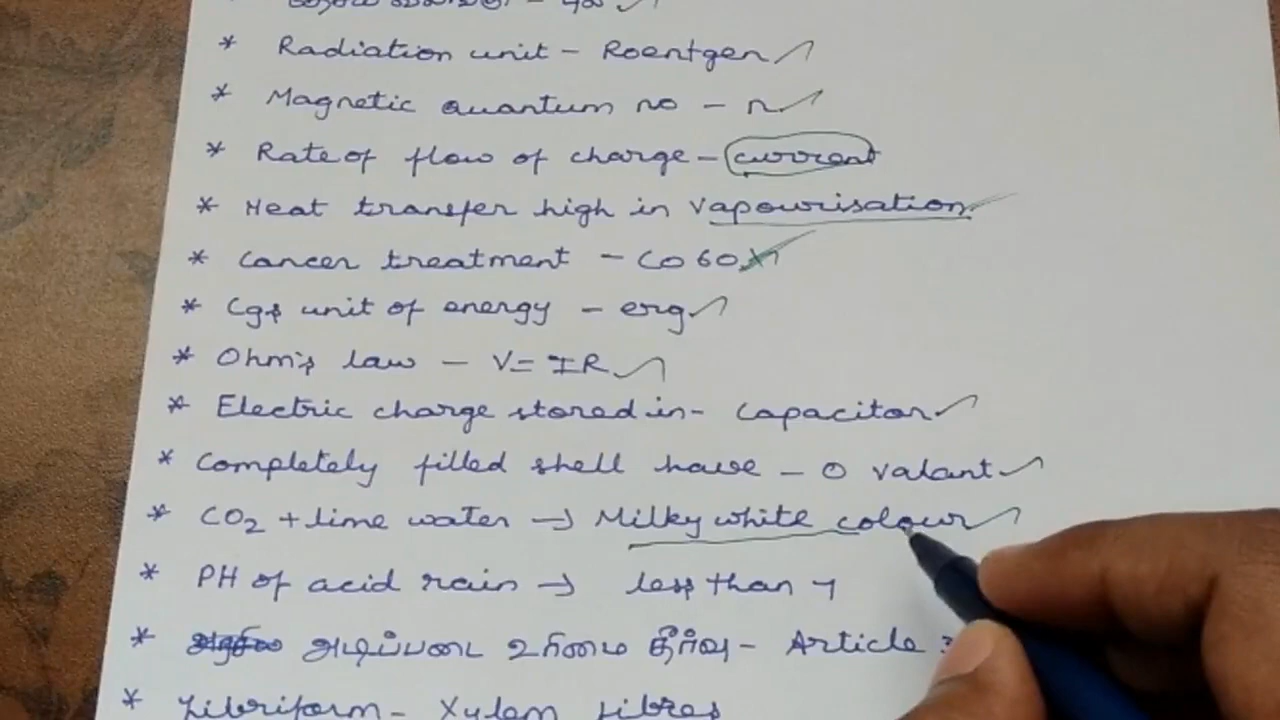 * Radiation unit - Roentgen
* Magnetic quantum no - n
* Rate of flow of charge - current
* Heat transfer high in Vapourisation
* Cancer treatment - CO 60
* Cgs unit of energy - erg
* Ohm's law - V= IR
* Electric charge stored in - capacitor
* Completely filled shell have - 0 valant
* CO2 + lime water → Milky white colour
* PH of acid rain → less than 7
* அடிப்படை உரிமை தீர்வு - Article
* Libriform - Xylem fibres